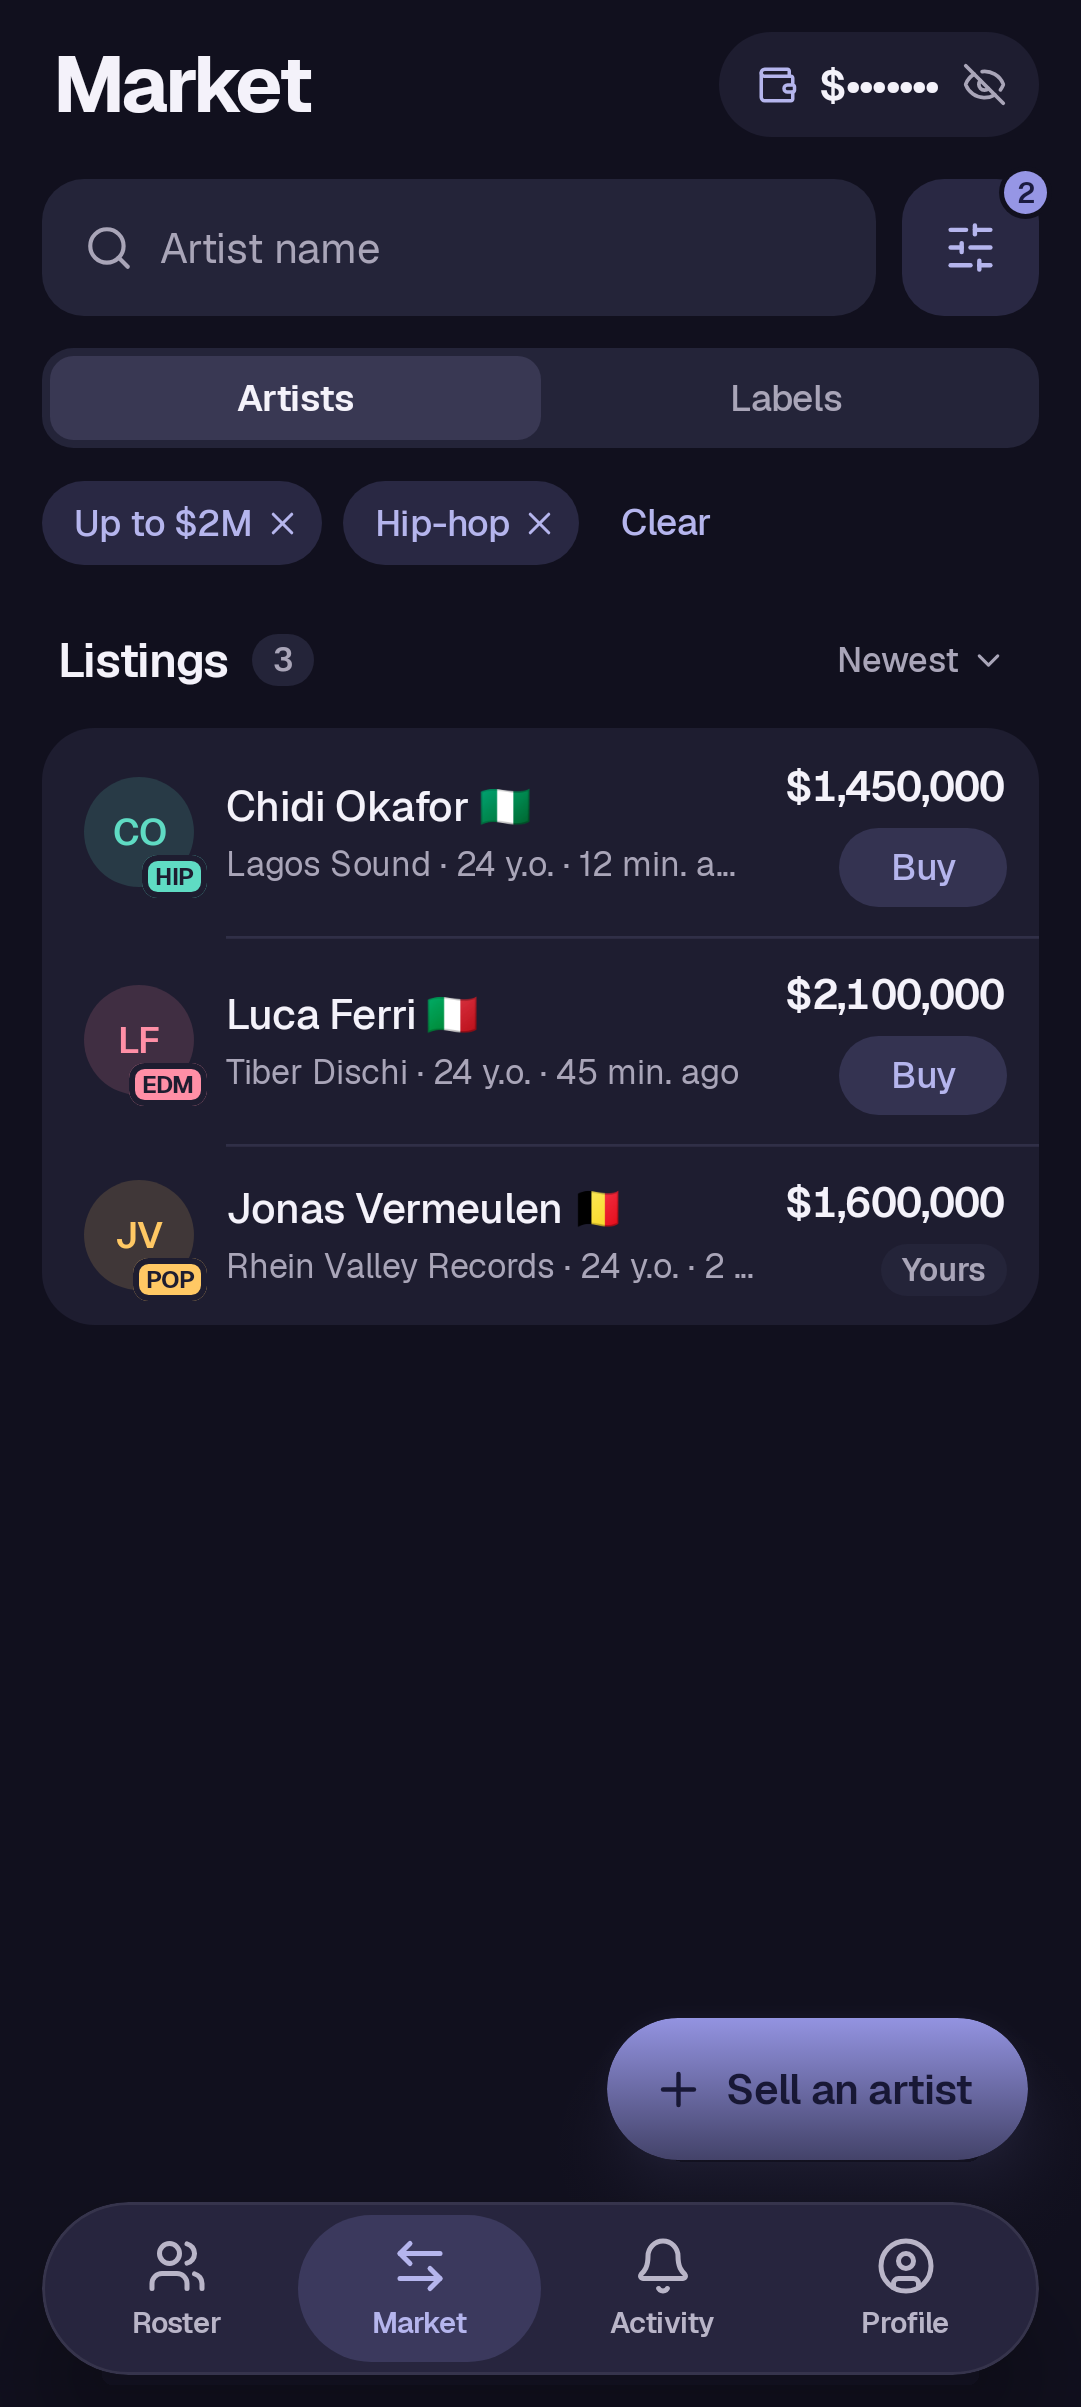 Market
$•••••••
Artist name
2
Artists
Labels
Up to $2M
Hip-hop
Clear
Listings 3
Newest
CO
HIP
Chidi Okafor
Lagos Sound · 24 y.o. · 12 min. a...
$1,450,000
Buy
LF
EDM
Luca Ferri
Tiber Dischi · 24 y.o. · 45 min. ago
$2,100,000
Buy
JV
POP
Jonas Vermeulen
Rhein Valley Records · 24 y.o. · 2 ...
$1,600,000
Yours
Sell an artist
Roster
Market
Activity
Profile